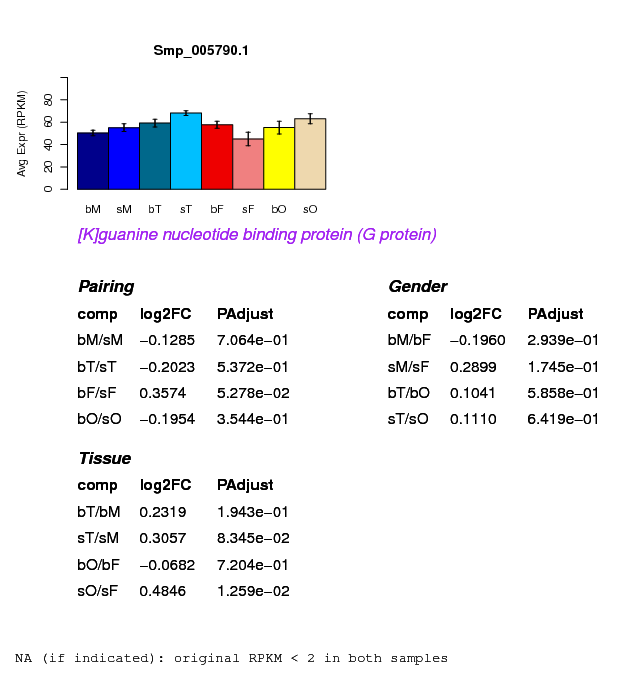 Smp_005790.1
Avg Expr (RPKM)
0 20 40 60 80
bM sM bT sT bF sF bO sO
[K]guanine nucleotide binding protein (G protein)
Pairing
comp log2FC PAdjust
bM/sM −0.1285 7.064e−01
bT/sT −0.2023 5.372e−01
bF/sF 0.3574 5.278e−02
bO/sO −0.1954 3.544e−01
Gender
comp log2FC PAdjust
bM/bF −0.1960 2.939e−01
sM/sF 0.2899 1.745e−01
bT/bO 0.1041 5.858e−01
sT/sO 0.1110 6.419e−01
Tissue
comp log2FC PAdjust
bT/bM 0.2319 1.943e−01
sT/sM 0.3057 8.345e−02
bO/bF −0.0682 7.204e−01
sO/sF 0.4846 1.259e−02
NA (if indicated): original RPKM < 2 in both samples